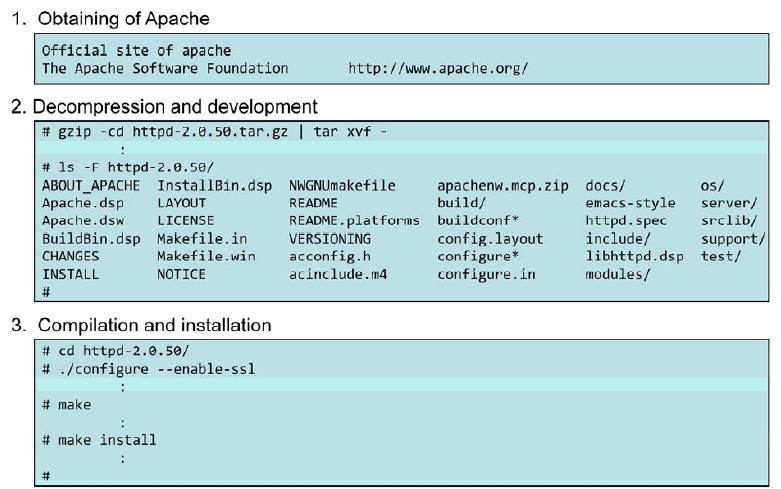 1. Obtaining of Apache
Official site of apache
The Apache Software Foundation http://www.apache.org/
2. Decompression and development
# gzip -cd httpd-2.0.50.tar.gz | tar xvf -
:
# ls -F httpd-2.0.50/
ABOUT_APACHE InstallBin.dsp NWGNUmakefile apachenw.mcp.zip docs/ os/
Apache.dsp LAYOUT README build/ emacs-style server/
Apache.dsw LICENSE README.platforms buildconf* httpd.spec srclib/
BuildBin.dsp Makefile.in VERSIONING config.layout include/ support/
CHANGES Makefile.win acconfig.h configure* libhttpd.dsp test/
INSTALL NOTICE acinclude.m4 configure.in modules/
#
3. Compilation and installation
# cd httpd-2.0.50/
# ./configure --enable-ssl
:
# make
:
# make install
:
#